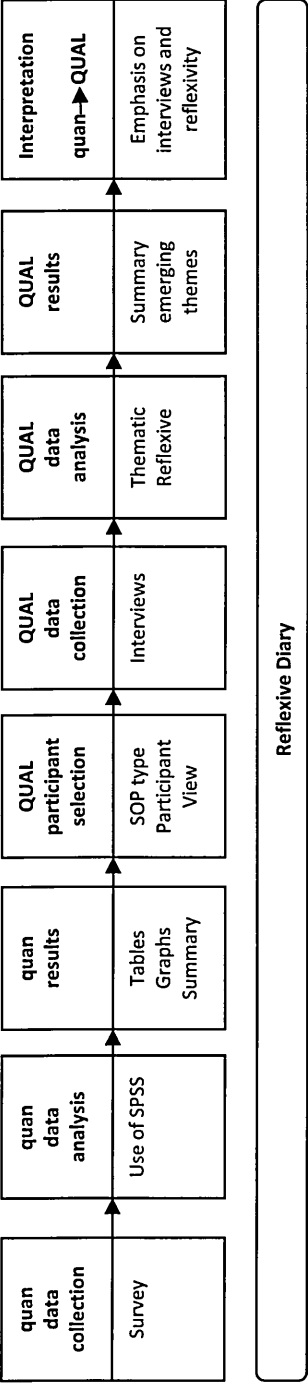 quan
data
collection
Survey
quan
data
analysis
Use of SPSS
quan
results
Tables
Graphs
Summary
QUAL
participant
selection
SOP type
Participant
View
QUAL
data
collection
Interviews
QUAL
data
analysis
Thematic
Reflexive
QUAL
results
Summary
emerging
themes
Interpretation
quan→QUAL
Emphasis on
interviews and
reflexivity
Reflexive Diary